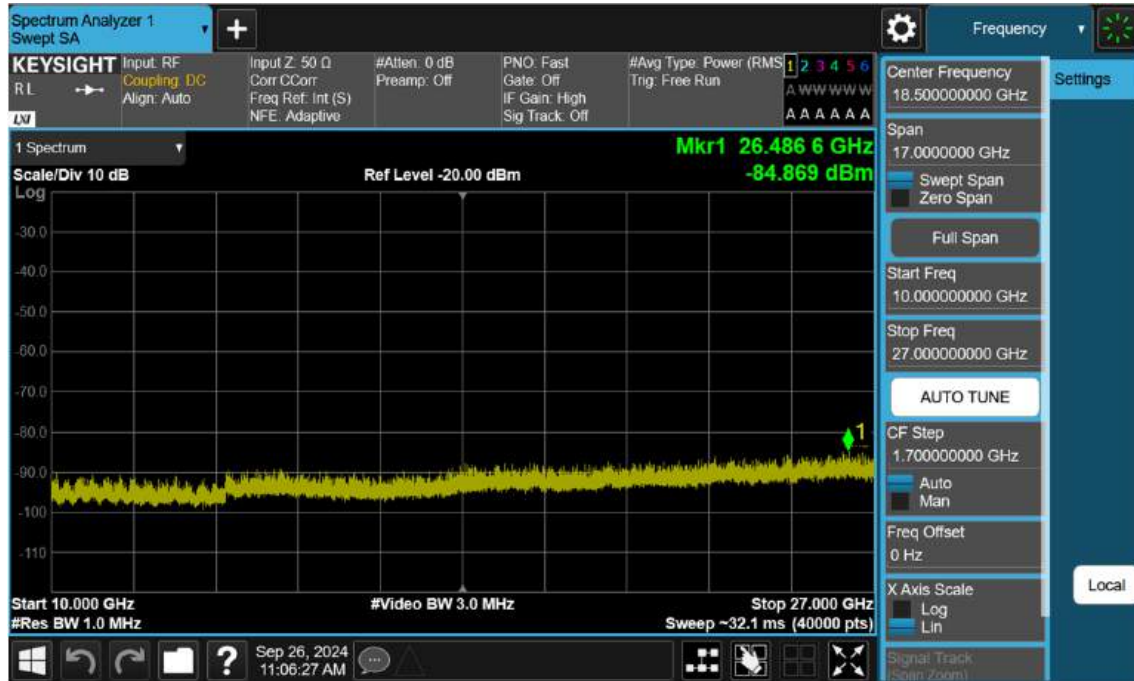 Spectrum Analyzer 1
Swept SA
+
Frequency
KEYSIGHT
RL
LXI
Input: RF
Coupling: DC
Align: Auto
Input Z: 50 Ω
Corr CCorr
Freq Ref: Int (S)
NFE: Adaptive
#Atten: 0 dB
Preamp: Off
PNO: Fast
Gate: Off
IF Gain: High
Sig Track: Off
#Avg Type: Power (RMS
Trig: Free Run
1 2 3 4 5 6
A W W W W W
A A A A A A
1 Spectrum
Scale/Div 10 dB
Ref Level -20.00 dBm
Mkr1 26.486 6 GHz
-84.869 dBm
Log
-30.0
-40.0
-50.0
-60.0
-70.0
-80.0
-90.0
-100
-110
1
Start 10.000 GHz
#Res BW 1.0 MHz
#Video BW 3.0 MHz
Stop 27.000 GHz
Sweep ~32.1 ms (40000 pts)
Center Frequency
18.500000000 GHz
Span
17.0000000 GHz
Swept Span
Zero Span
Full Span
Start Freq
10.000000000 GHz
Stop Freq
27.000000000 GHz
AUTO TUNE
CF Step
1.700000000 GHz
Auto
Man
Freq Offset
0 Hz
X Axis Scale
Log
Lin
Signal Track
(Span Zoom)
Settings
Local
?
Sep 26, 2024
11:06:27 AM